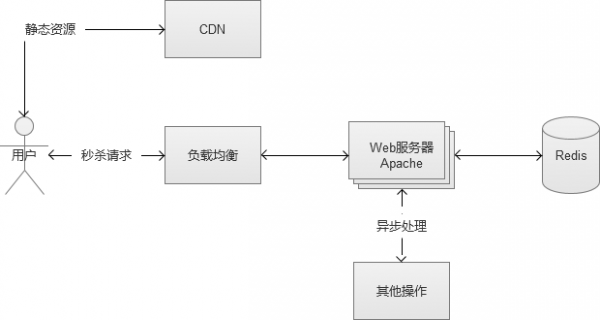 静态资源
CDN
用户
秒杀请求
负载均衡
Web服务器
Apache
Redis
异步处理
其他操作